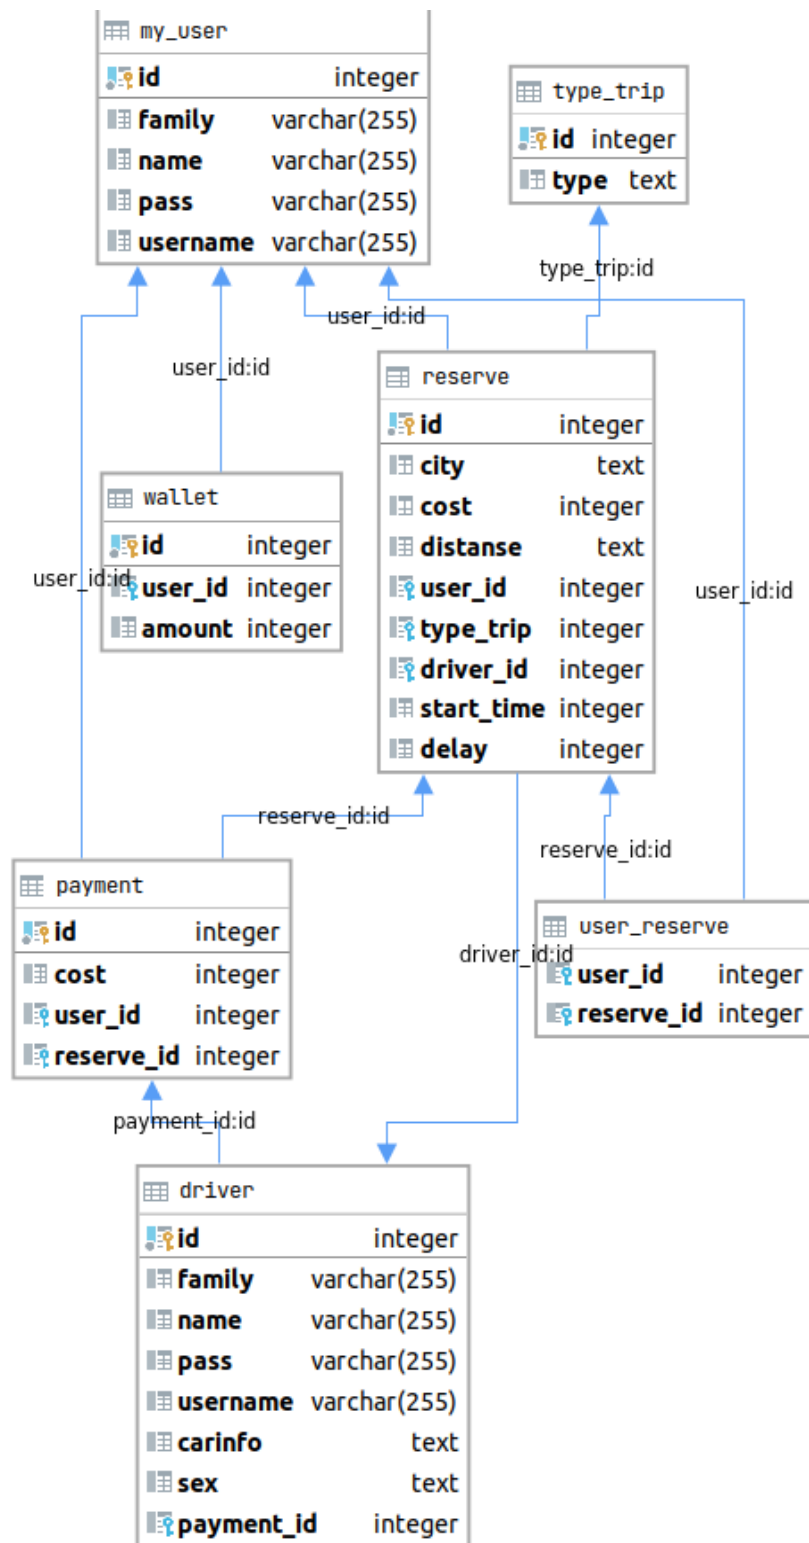 my_user
id integer
family varchar(255)
name varchar(255)
pass varchar(255)
username varchar(255)
type_trip
id integer
type text
type_trip:id
user_id:id
user_id:id
reserve
id integer
city text
cost integer
distanse text
user_id integer
type_trip integer
driver_id integer
start_time integer
delay integer
wallet
id integer
user_id integer
amount integer
user_id:id
user_id:id
reserve_id:id
reserve_id:id
payment
id integer
cost integer
user_id integer
reserve_id integer
user_reserve
user_id integer
reserve_id integer
driver_id:id
payment_id:id
driver
id integer
family varchar(255)
name varchar(255)
pass varchar(255)
username varchar(255)
carinfo text
sex text
payment_id integer